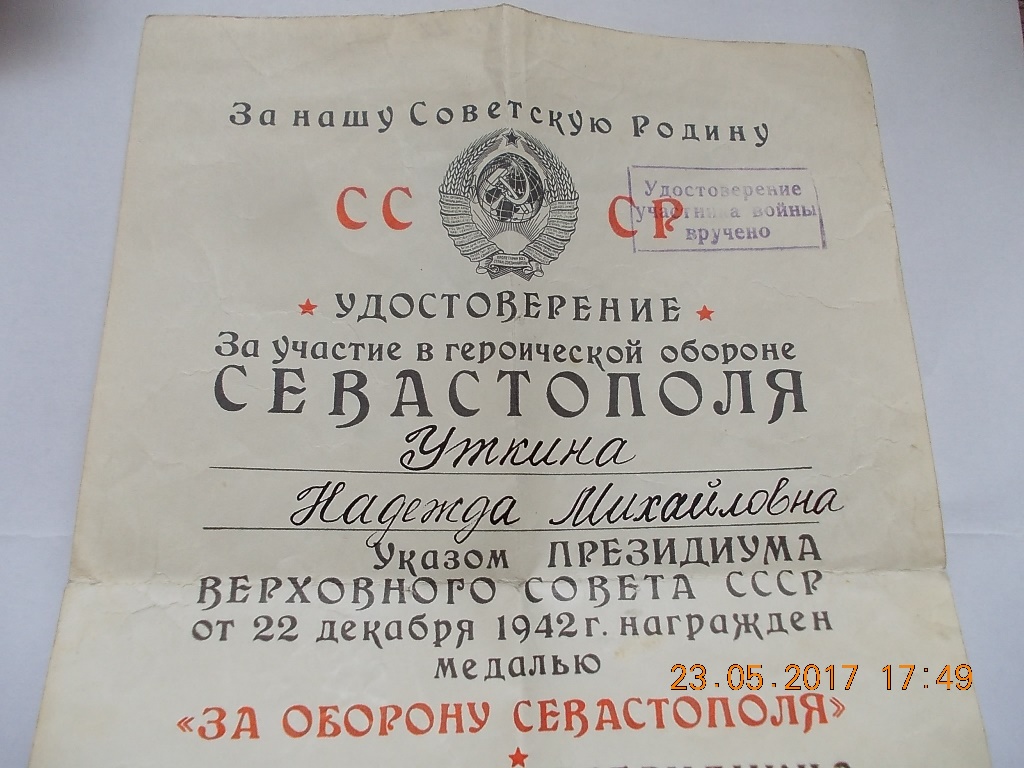 За нашу Советскую Родину
СС СР
Удостоверение
участника войны
вручено
УДОСТОВЕРЕНИЕ
За участие в героической обороне
СЕВАСТОПОЛЯ
Уткина
Надежда Михайловна
Указом ПРЕЗИДИУМА
ВЕРХОВНОГО СОВЕТА СССР
от 22 декабря 1942 г. награжден
медалью
«ЗА ОБОРОНУ СЕВАСТОПОЛЯ»
23.05.2017 17:49